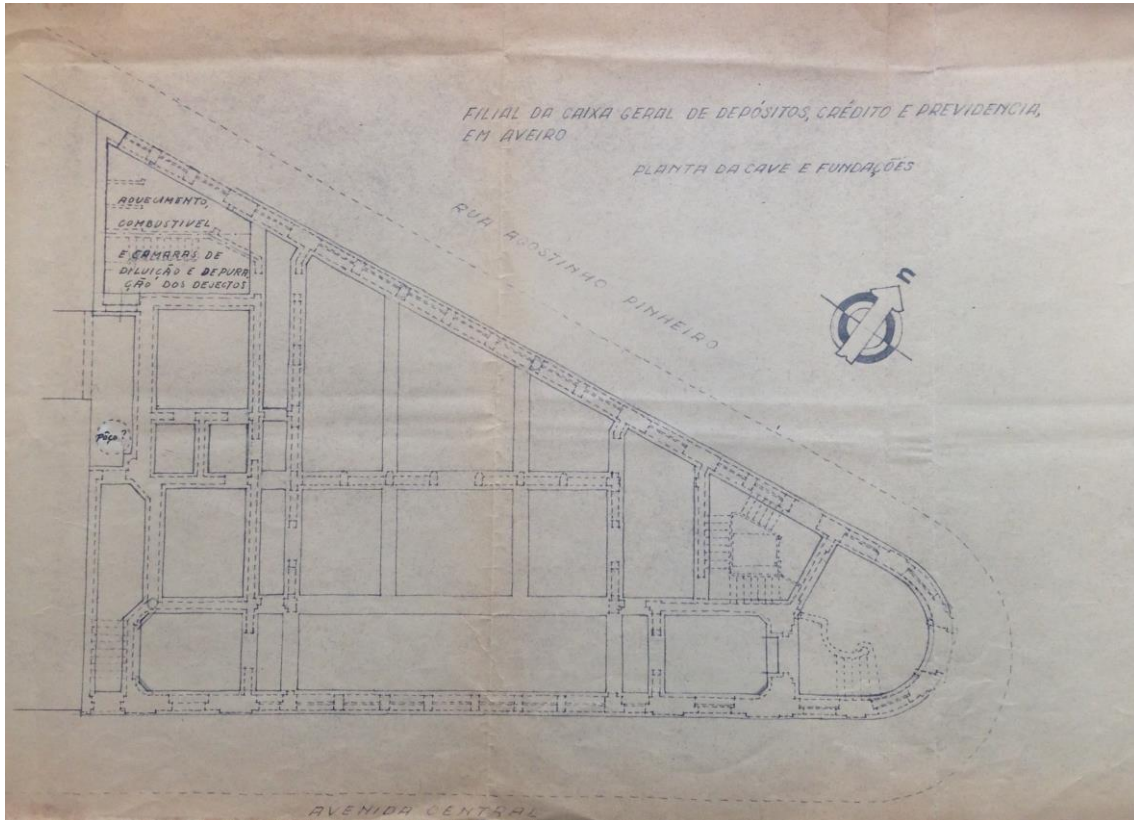 FILIAL DA CAIXA GERAL DE DEPÓSITOS, CRÉDITO E PREVIDENCIA,
EM AVEIRO
PLANTA DA CAVE E FUNDAÇÕES
RUA AGOSTINHO PINHEIRO
n
AQUECIMENTO,
COMBUSTIVEL
E CAMARAS DE
DILUIÇÃO E DEPURA
ÇÃO DOS DEJECTOS
Pôço?
AVENIDA CENTRAL